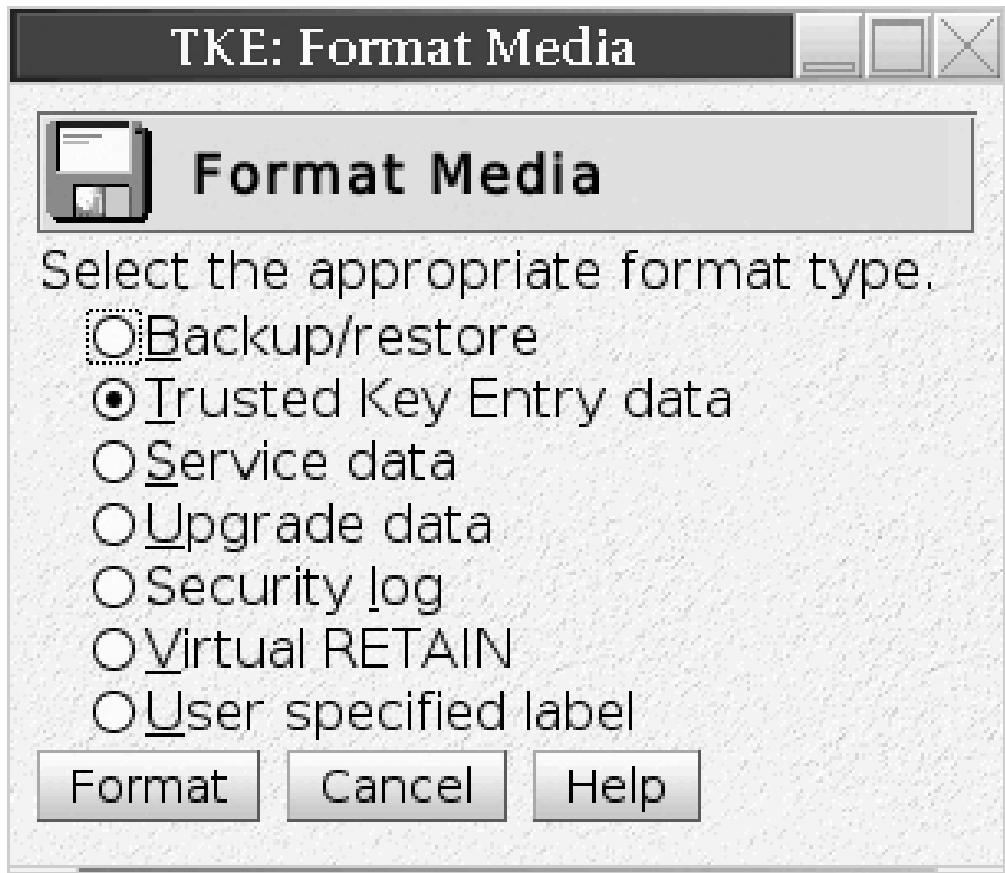 TKE: Format Media
Format Media
Select the appropriate format type.
Backup/restore
Trusted Key Entry data
Service data
Upgrade data
Security log
Virtual RETAIN
User specified label
Format Cancel Help